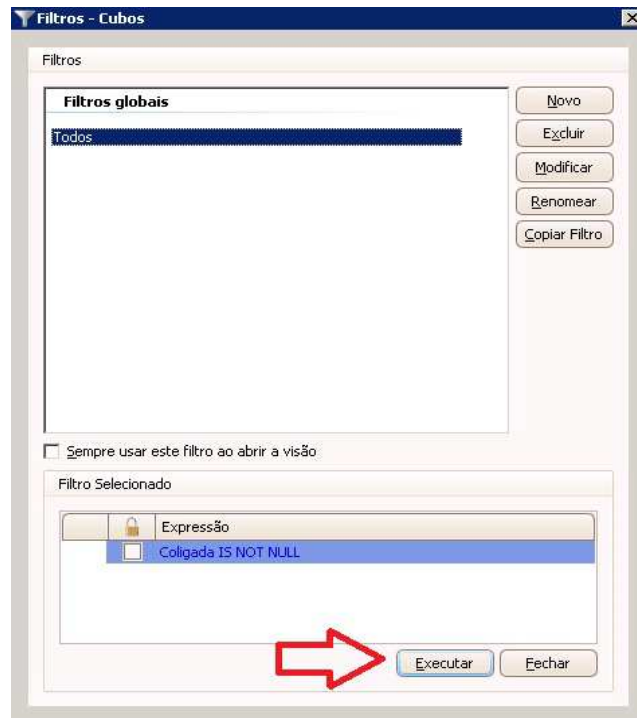 Filtros - Cubos
Filtros
Filtros globais
Todos
Novo
Excluir
Modificar
Renomear
Copiar Filtro
Sempre usar este filtro ao abrir a visão
Filtro Selecionado
Expressão
Coligada IS NOT NULL
Executar
Fechar